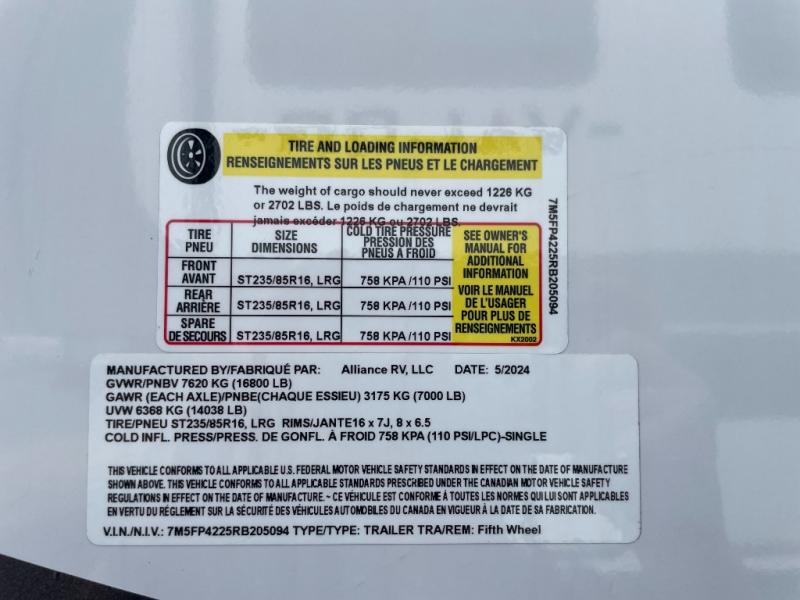 TIRE AND LOADING INFORMATION
RENSEIGNEMENTS SUR LES PNEUS ET LE CHARGEMENT
The weight of cargo should never exceed 1226 KG
or 2702 LBS. Le poids de chargement ne devrait
jamais excéder 1226 KG ou 2702 LBS.
TIRE
PNEU
SIZE
DIMENSIONS
COLD TIRE PRESSURE
PRESSION DES
PNEUS A FROID
SEE OWNER'S
MANUAL FOR
ADDITIONAL
INFORMATION
VOIR LE MANUEL
DE L'USAGER
POUR PLUS DE
RENSEIGNEMENTS
KX2002
FRONT
AVANT
ST235/85R16, LRG
758 KPA /110 PSI
REAR
ARRIÈRE
ST235/85R16, LRG
758 KPA /110 PSI
SPARE
DE SECOURS
ST235/85R16, LRG
758 KPA /110 PSI
7M5FP4225RB205094
MANUFACTURED BY/FABRIQUÉ PAR: Alliance RV, LLC DATE: 5/2024
GVWR/PNBV 7620 KG (16800 LB)
GAWR (EACH AXLE)/PNBE(CHAQUE ESSIEU) 3175 KG (7000 LB)
UVW 6368 KG (14038 LB)
TIRE/PNEU ST235/85R16, LRG RIMS/JANTE16 x 7J, 8 x 6.5
COLD INFL. PRESS/PRESS. DE GONFL. À FROID 758 KPA (110 PSI/LPC)-SINGLE
THIS VEHICLE CONFORMS TO ALL APPLICABLE U.S. FEDERAL MOTOR VEHICLE SAFETY STANDARDS IN EFFECT ON THE DATE OF MANUFACTURE
SHOWN ABOVE. THIS VEHICLE CONFORMS TO ALL APPLICABLE STANDARDS PRESCRIBED UNDER THE CANADIAN MOTOR VEHICLE SAFETY
REGULATIONS IN EFFECT ON THE DATE OF MANUFACTURE. ~ CE VÉHICULE EST CONFORME À TOUTES LES NORMES QUI LUI SONT APPLICABLES
EN VERTU DU RÉGLEMENT SUR LA SÉCURITÉ DES VÉHICULES AUTOMOBILES DU CANADA EN VIGUEUR À LA DATE DE SA FABRICATION.
V.I.N./N.I.V.: 7M5FP4225RB205094 TYPE/TYPE: TRAILER TRA/REM: Fifth Wheel